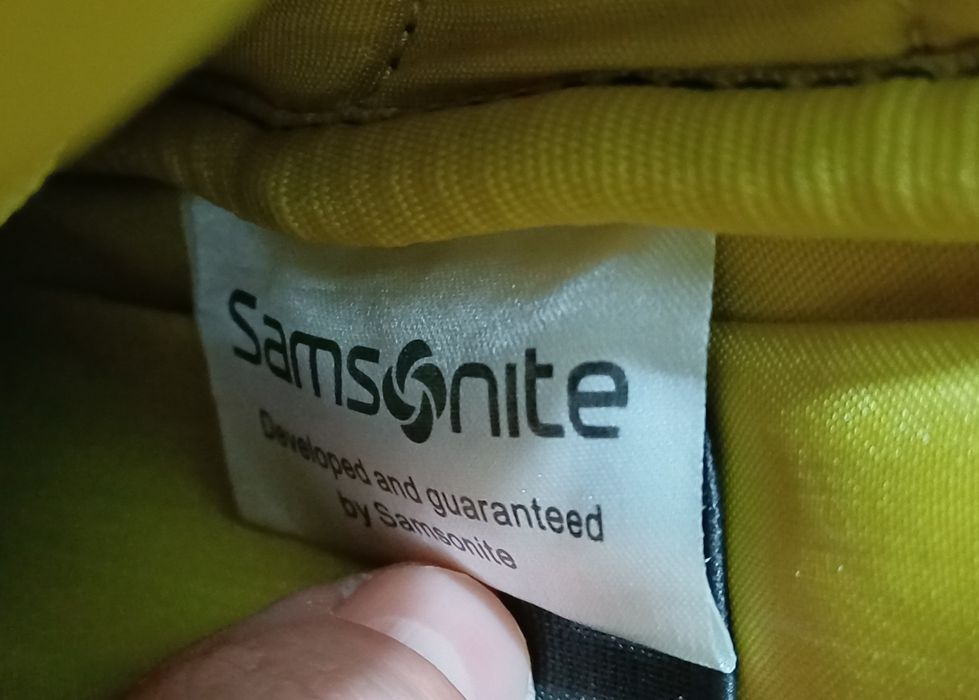 Samsonite
Developed and guaranteed
by Samsonite